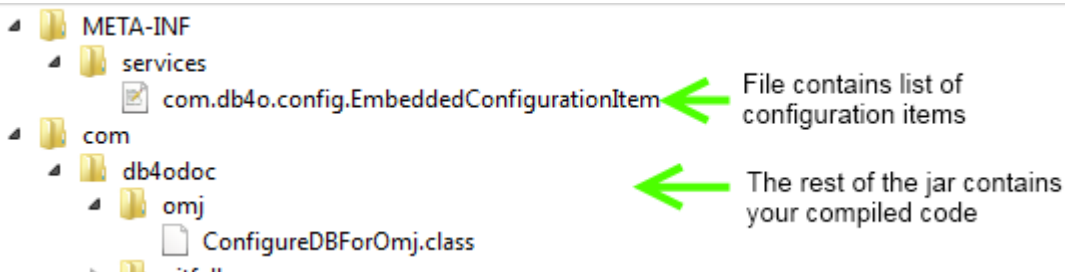 META-INF
services
com.db4o.config.EmbeddedConfigurationItem
File contains list of
configuration items
com
db4odoc
omj
ConfigureDBForOmj.class
The rest of the jar contains
your compiled code